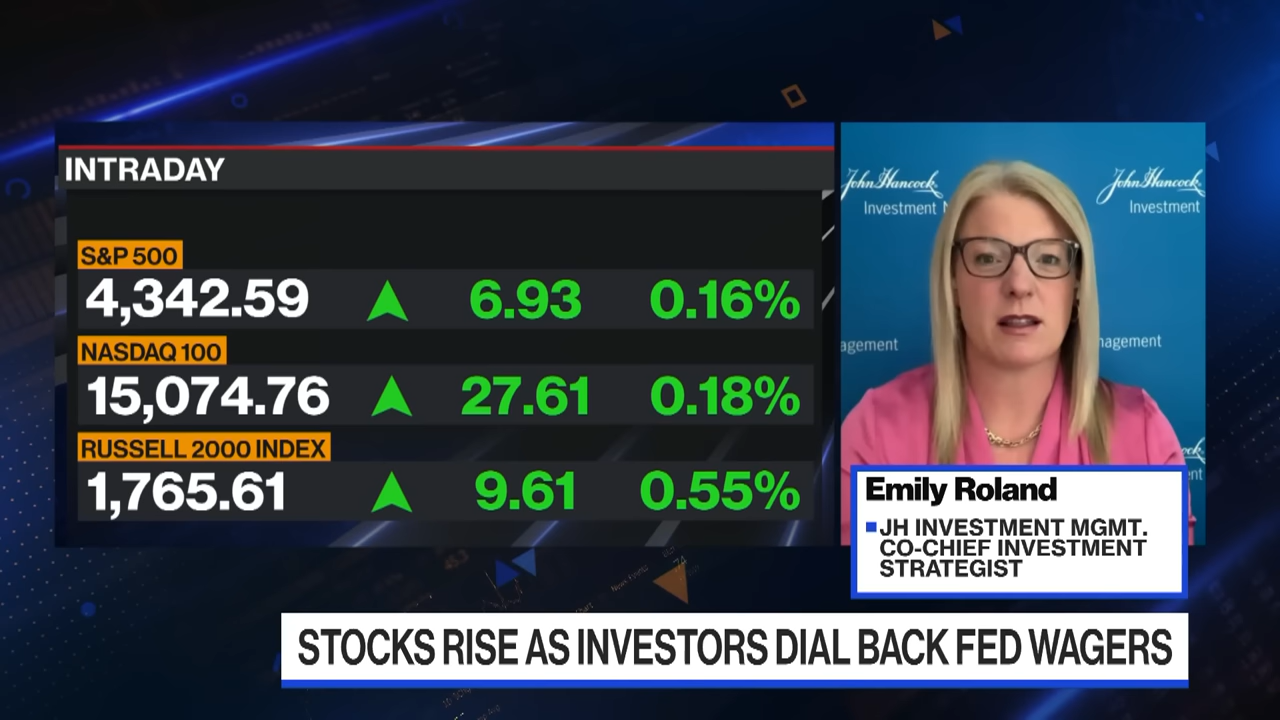 INTRADAY
S&P 500
4,342.59 6.93 0.16%
NASDAQ 100
15,074.76 27.61 0.18%
RUSSELL 2000 INDEX
1,765.61 9.61 0.55%
John Hancock
Investment
John Hancock
Investment
agement
nagement
Emily Roland
JH INVESTMENT MGMT.
CO-CHIEF INVESTMENT
STRATEGIST
STOCKS RISE AS INVESTORS DIAL BACK FED WAGERS